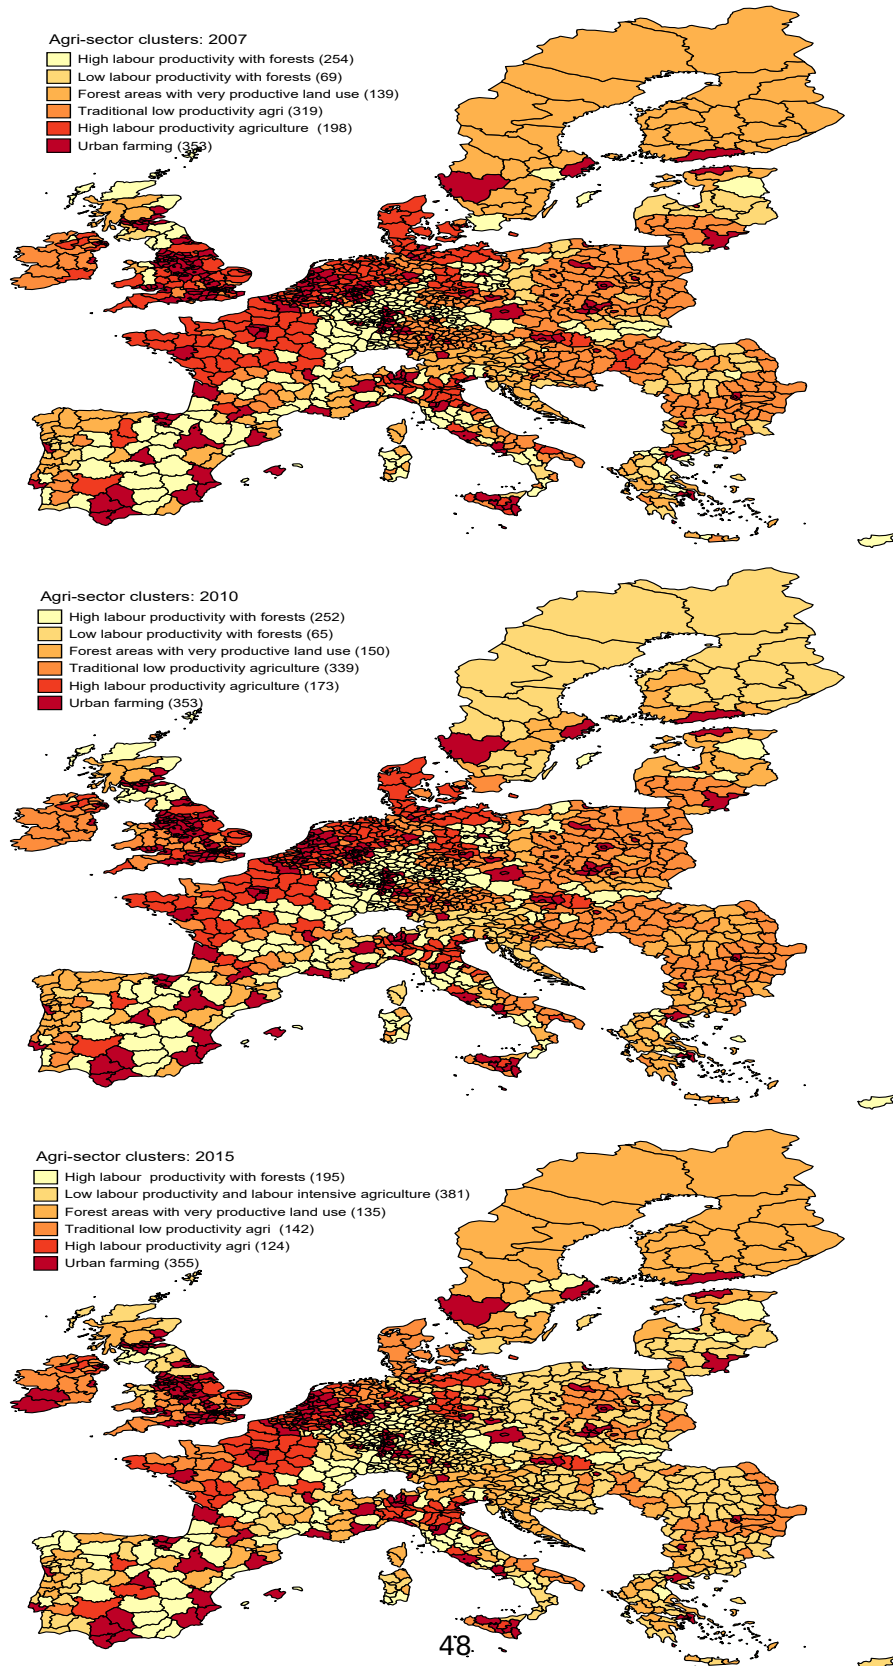 Agri-sector clusters: 2007
High labour productivity with forests (254)
Low labour productivity with forests (69)
Forest areas with very productive land use (139)
Traditional low productivity agri (319)
High labour productivity agriculture (198)
Urban farming (353)
Agri-sector clusters: 2010
High labour productivity with forests (252)
Low labour productivity with forests (65)
Forest areas with very productive land use (150)
Traditional low productivity agriculture (339)
High labour productivity agriculture (173)
Urban farming (353)
Agri-sector clusters: 2015
High labour productivity with forests (195)
Low labour productivity and labour intensive agriculture (381)
Forest areas with very productive land use (135)
Traditional low productivity agri (142)
High labour productivity agri (124)
Urban farming (355)
48